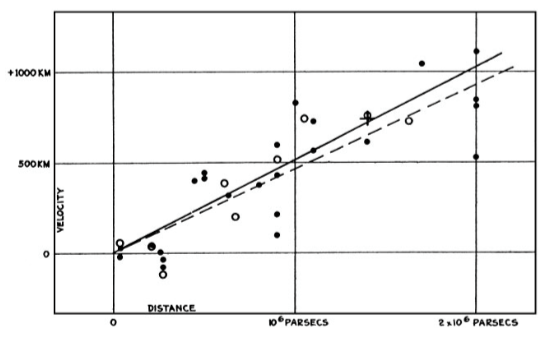 +1000 KM
500 KM
0
VELOCITY
DISTANCE
0
10⁶ PARSECS
2 x 10⁶ PARSECS